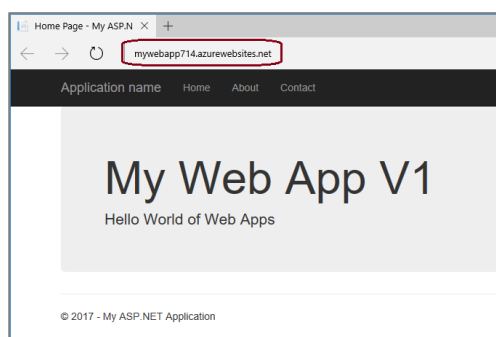 Home Page - My ASP.N
mywebapp714.azurewebsites.net
Application name Home About Contact
My Web App V1
Hello World of Web Apps
© 2017 - My ASP.NET Application